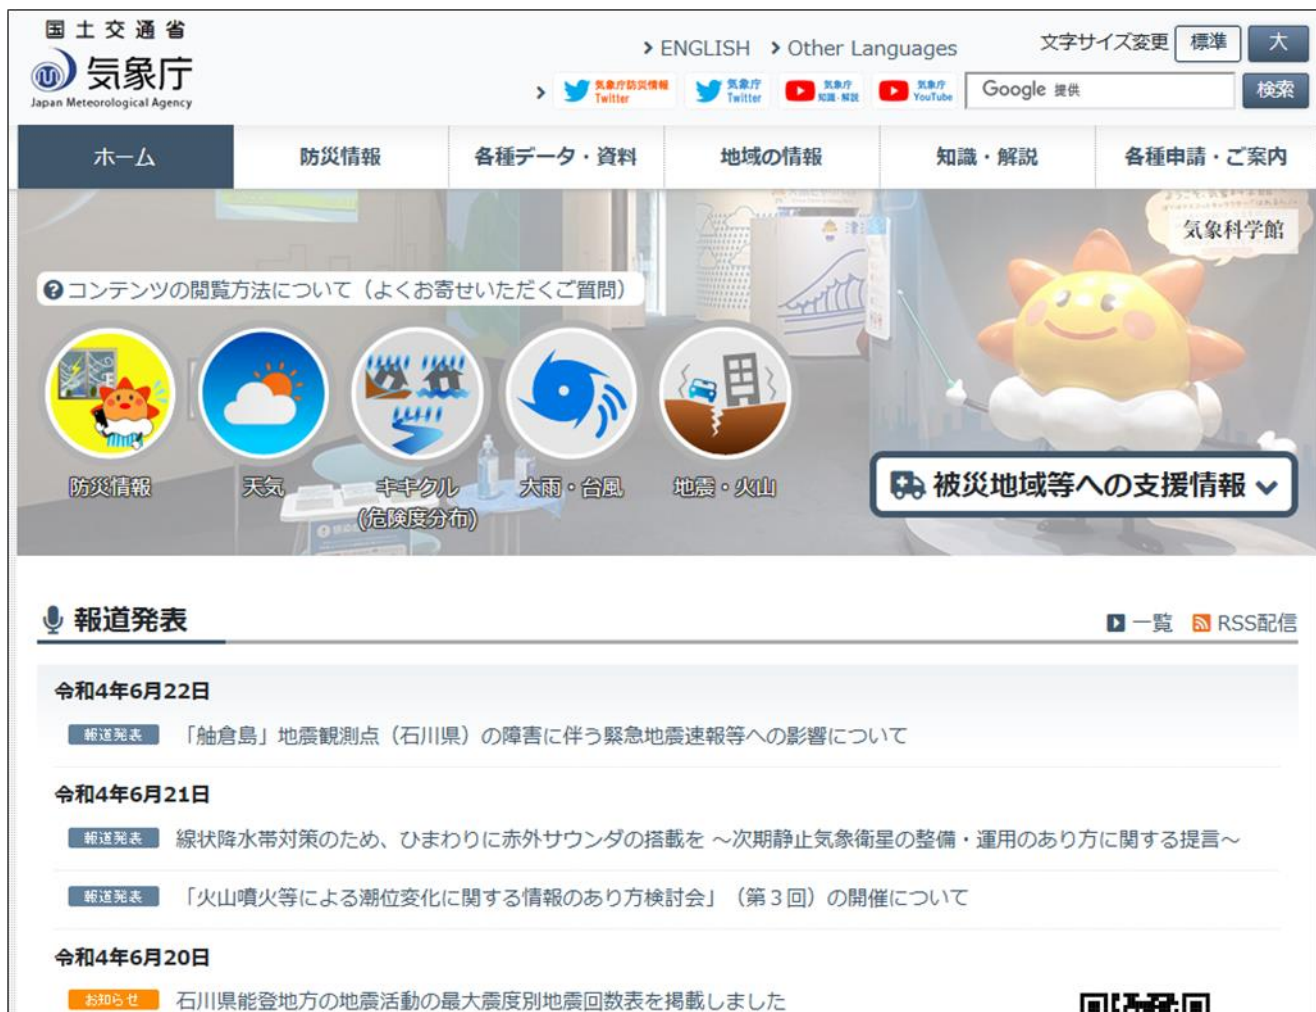 国土交通省
気象庁
Japan Meteorological Agency
ENGLISH Other Languages
文字サイズ変更 標準 大
気象庁防災情報 Twitter
気象庁 Twitter
気象庁 知識・解説
気象庁 YouTube
Google 提供
検索
ホーム 防災情報 各種データ・資料 地域の情報 知識・解説 各種申請・ご案内
気象科学館
コンテンツの閲覧方法について（よくお寄せいただくご質問）
防災情報
天気
キキクル
(危険度分布)
大雨・台風
地震・火山
被災地域等への支援情報
報道発表
一覧 RSS配信
令和4年6月22日
報道発表 「舳倉島」地震観測点（石川県）の障害に伴う緊急地震速報等への影響について
令和4年6月21日
報道発表 線状降水帯対策のため、ひまわりに赤外サウンダの搭載を ～次期静止気象衛星の整備・運用のあり方に関する提言～
報道発表 「火山噴火等による潮位変化に関する情報のあり方検討会」（第３回）の開催について
令和4年6月20日
お知らせ 石川県能登地方の地震活動の最大震度別地震回数表を掲載しました